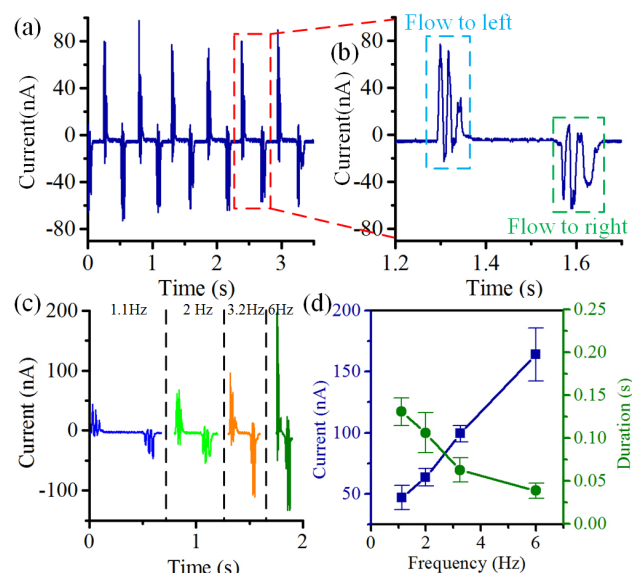 (a)
80
40
0
-40
-80
Current(nA)
0
1
2
3
Time (s)
(b)
Flow to left
Flow to right
80
40
0
-40
-80
Current(nA)
1.2
1.4
1.6
Time (s)
(c)
1.1Hz
2 Hz
3.2Hz
6Hz
200
100
0
-100
Current (nA)
0
1
2
Time (s)
(d)
200
150
100
50
Current (nA)
0.25
0.20
0.15
0.10
0.05
0.00
Duration (s)
0
2
4
6
Frequency (Hz)